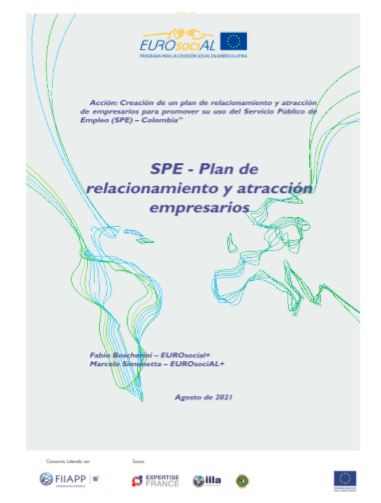 EUROsociAL
PROGRAMA PARA LA COHESIÓN SOCIAL EN AMÉRICA LATINA
Acción: Creación de un plan de relacionamiento y atracción
de empresarios para promover su uso del Servicio Público de
Empleo (SPE) – Colombia”
SPE - Plan de
relacionamiento y atracción
empresarios
Fabio Boscherini – EUROsocial+
Marcelo Simonetta – EUROsociAL+
Agosto de 2021
Consorcio Liderado por
Socios
FIIAPP
EXPERTISE
FRANCE
iila